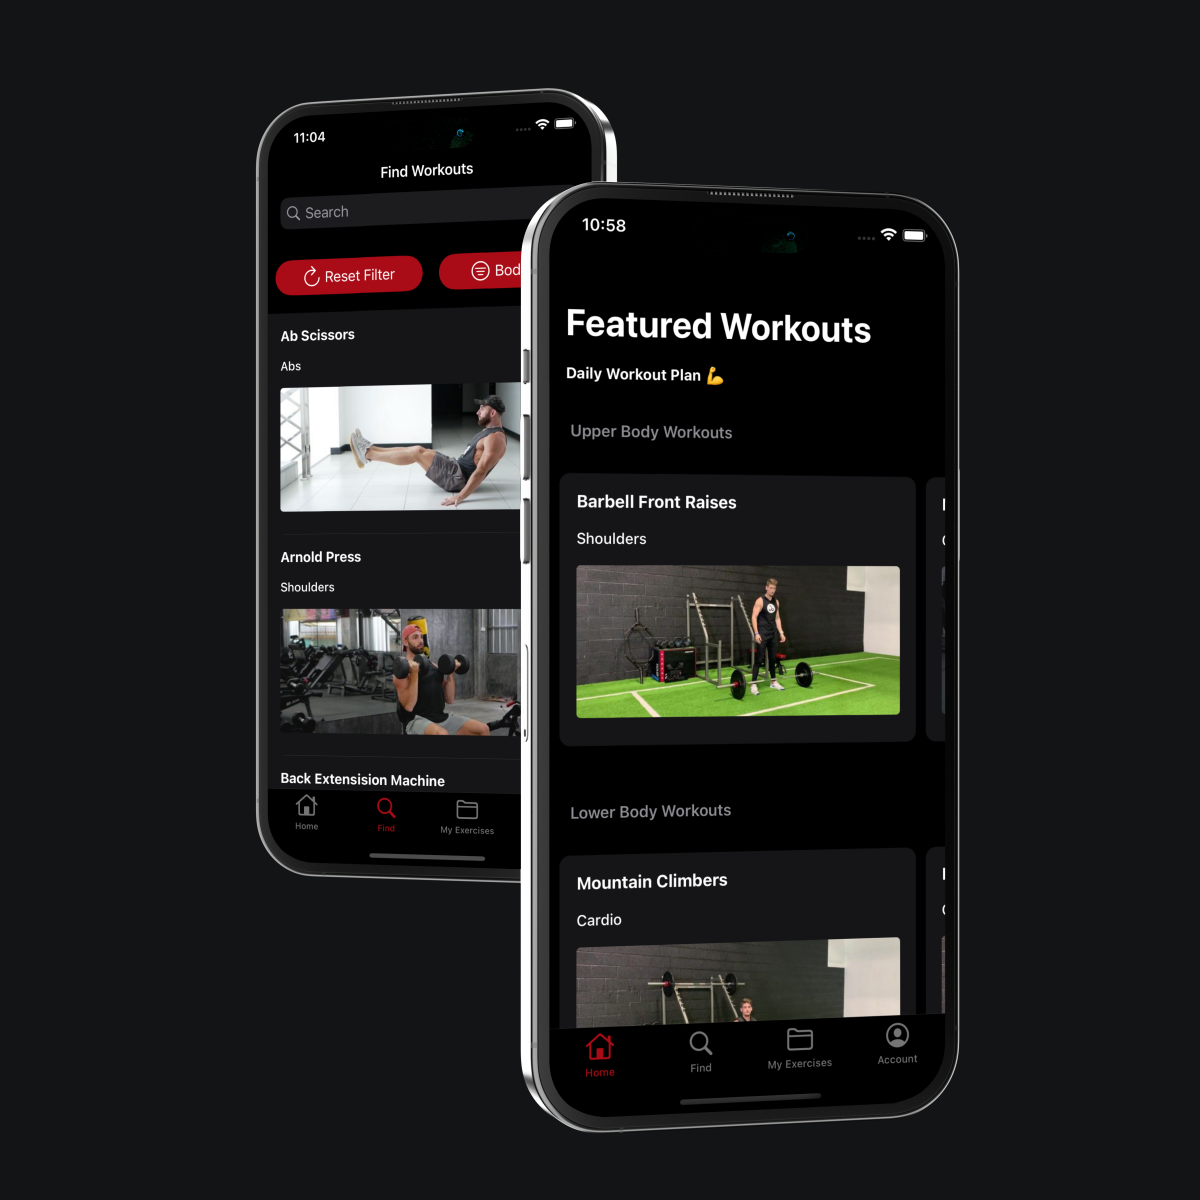 11:04
Find Workouts
Search
Reset Filter
Bod
Ab Scissors
Abs
Arnold Press
Shoulders
Back Extensision Machine
Home
Find
My Exercises
10:58
Featured Workouts
Daily Workout Plan 💪
Upper Body Workouts
Barbell Front Raises
Shoulders
Lower Body Workouts
Mountain Climbers
Cardio
Home
Find
My Exercises
Account